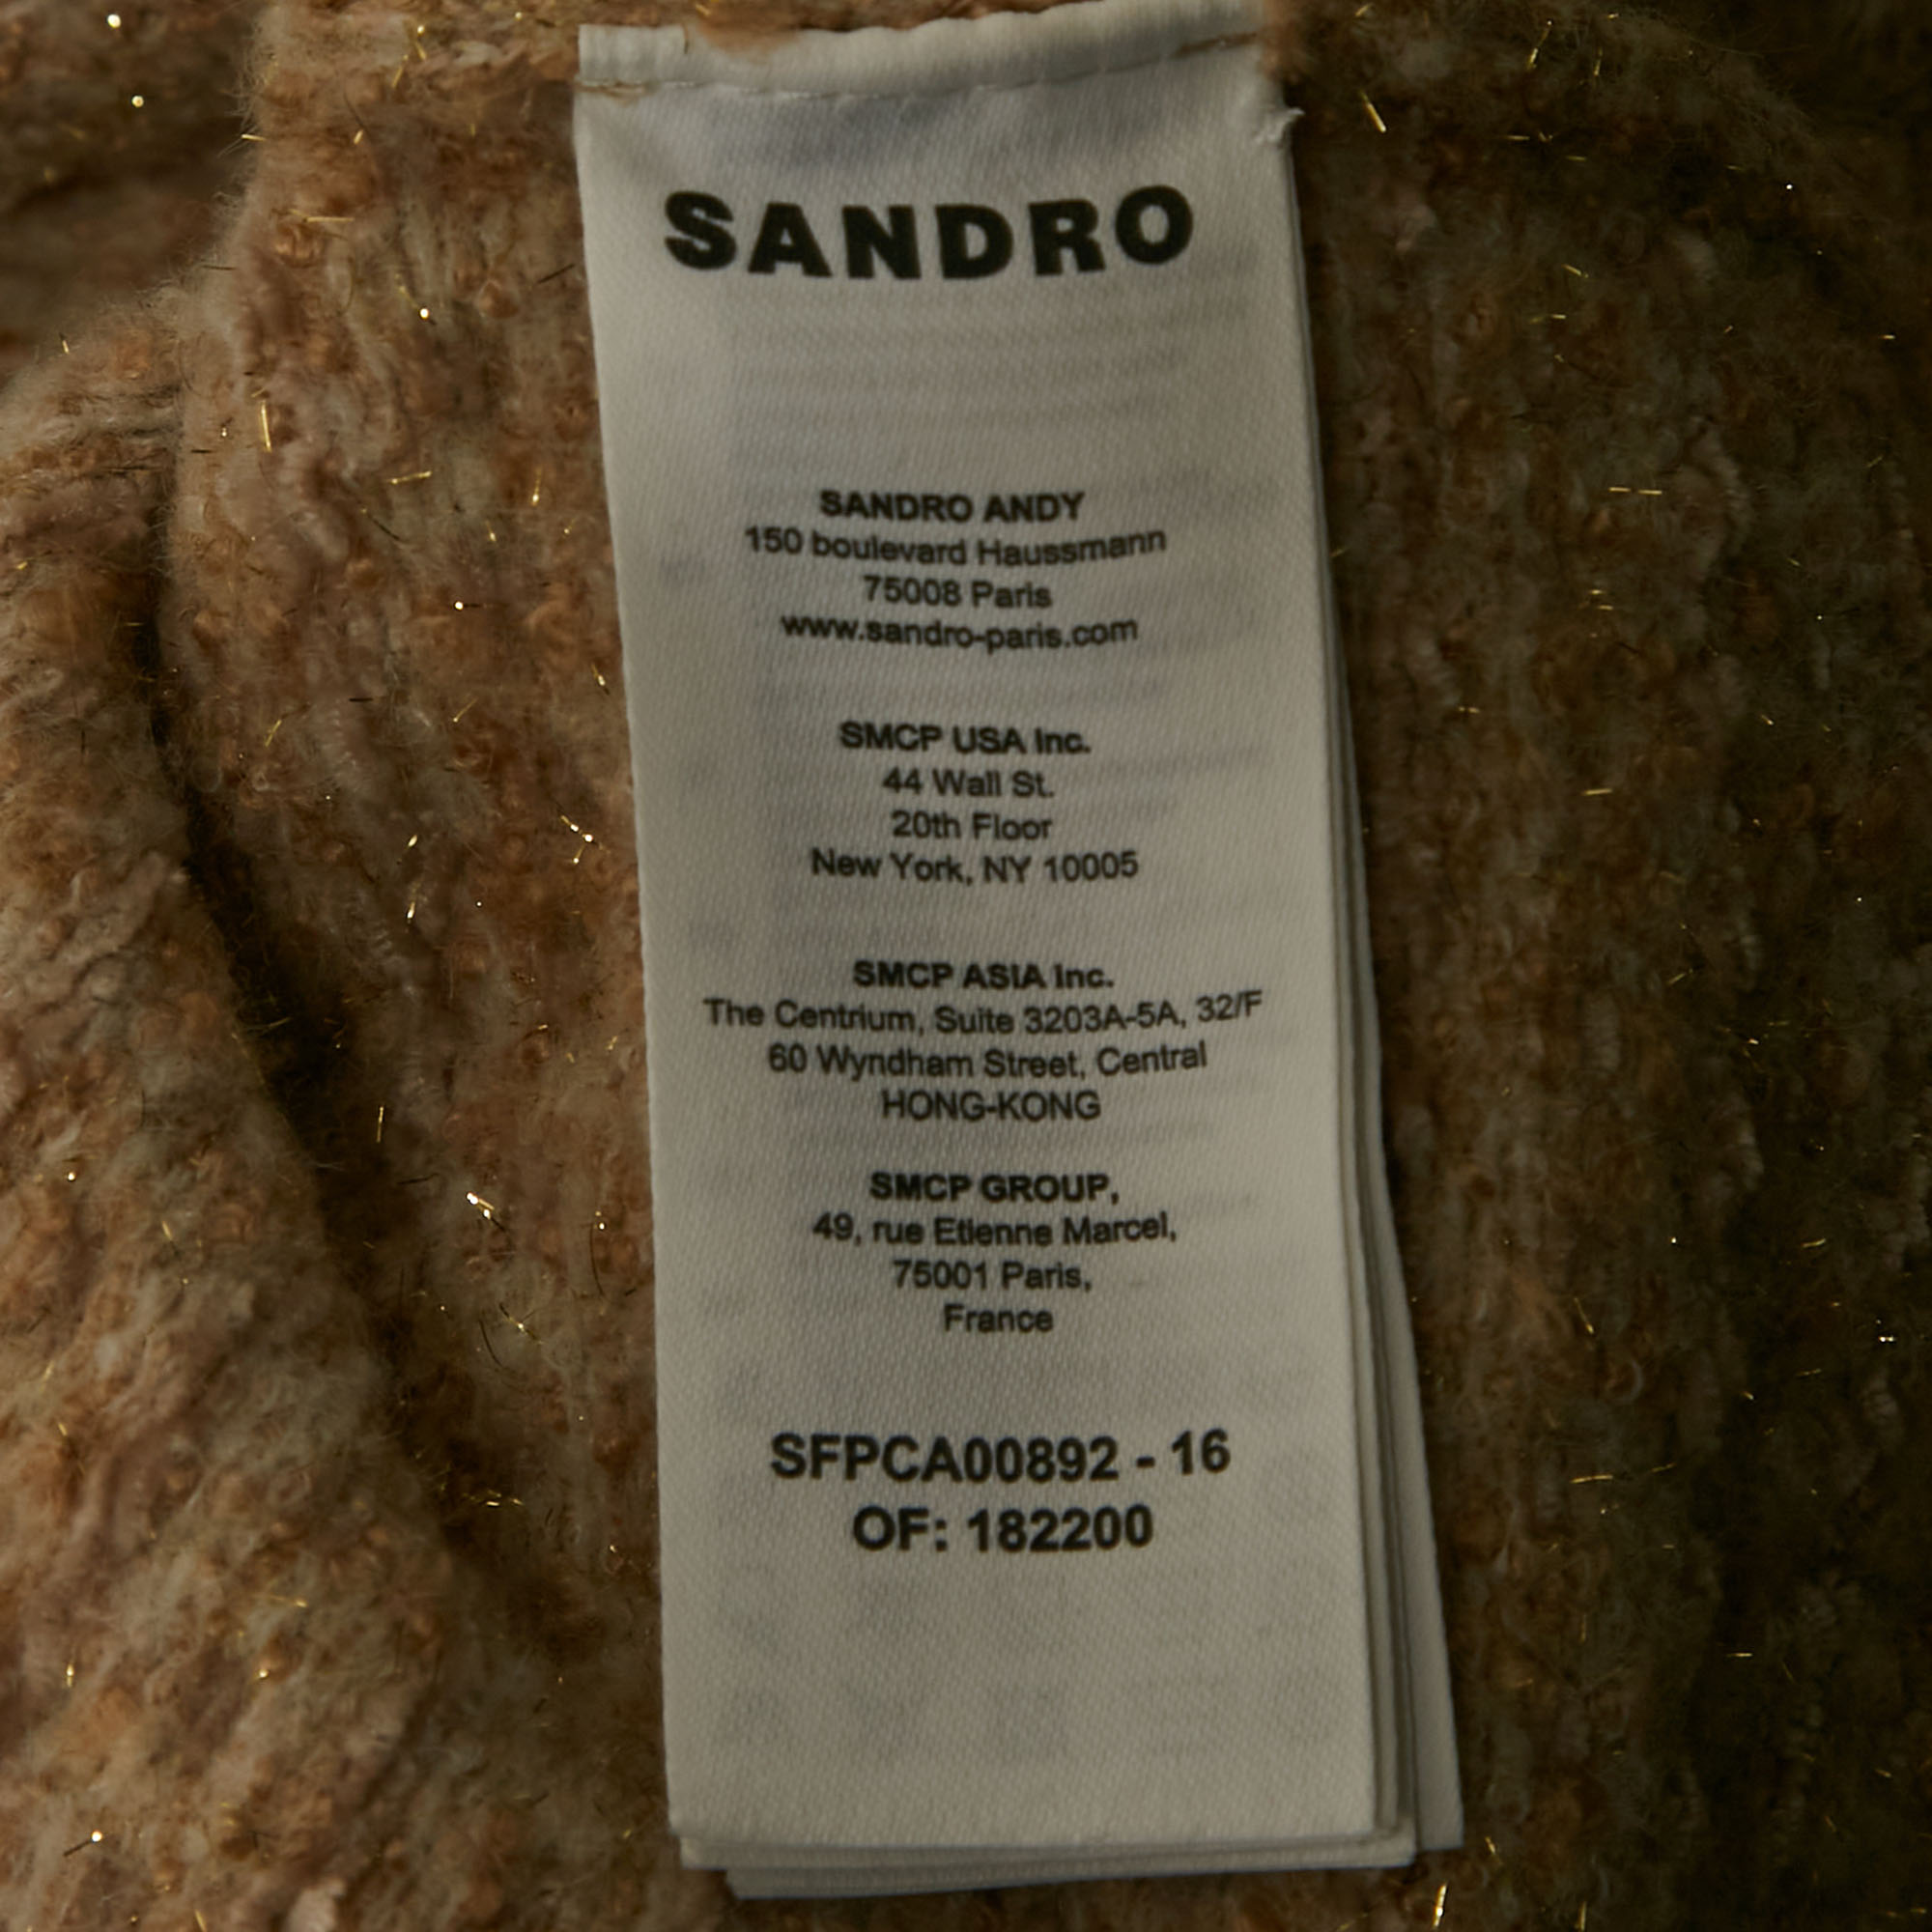 SANDRO
SANDRO ANDY
150 boulevard Haussmann
75008 Paris
www.sandro-paris.com
SMCP USA Inc.
44 Wall St.
20th Floor
New York, NY 10005
SMCP ASIA Inc.
The Centrium, Suite 3203A-5A, 32/F
60 Wyndham Street, Central
HONG-KONG
SMCP GROUP,
49, rue Etienne Marcel,
75001 Paris,
France
SFPCA00892 - 16
OF: 182200